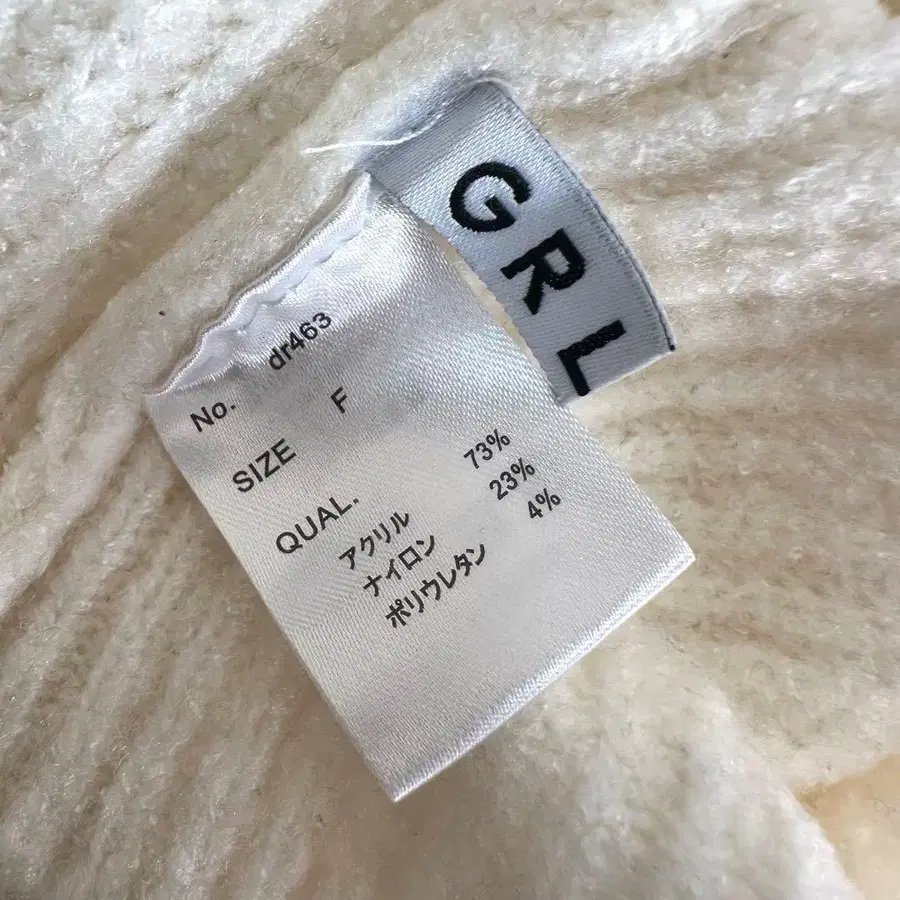 GRL
No. dr463
SIZE F
QUAL.
アクリル 73%
ナイロン 23%
ポリウレタン 4%